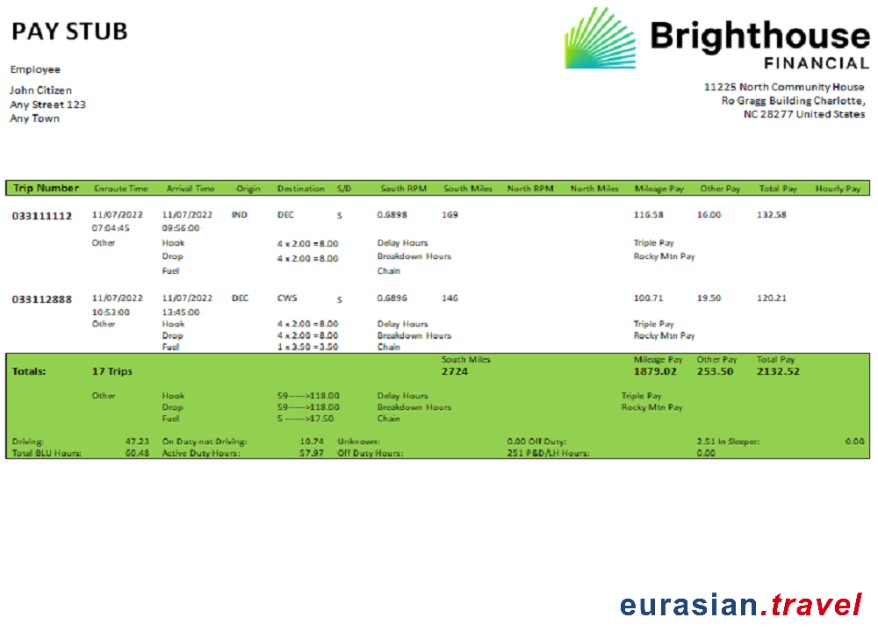 PAY STUB
Brighthouse
FINANCIAL
Employee
John Citizen
Any Street 123
Any Town
11225 North Community House
Ro Gragg Building Charlotte,
NC 28277 United States
Trip Number Enroute Time Arrival Time Origin Destination S/D South RPM South Miles North RPM North Miles Mileage Pay Other Pay Total Pay Hourly Pay
033111112 11/07/2022 11/07/2022 IND DEC S 0.6898 169 116.58 16.00 132.58
07:04:45 09:56:00
Other Hook 4 x 2.00 =8.00 Delay Hours Triple Pay
Drop 4 x 2.00 =8.00 Breakdown Hours Rocky Mtn Pay
Fuel Chain
033112888 11/07/2022 11/07/2022 DEC CWS S 0.6896 146 100.71 19.50 120.21
10:53:00 13:45:00
Other Hook 4 x 2.00 =8.00 Delay Hours Triple Pay
Drop 4 x 2.00 =8.00 Breakdown Hours Rocky Mtn Pay
Fuel 1 x 3.50 =3.50 Chain
South Miles Mileage Pay Other Pay Total Pay
Totals: 17 Trips 2724 1879.02 253.50 2132.52
Other Hook 59----->118.00 Delay Hours Triple Pay
Drop 59----->118.00 Breakdown Hours Rocky Mtn Pay
Fuel 5 ------>17.50 Chain
Driving: 47.23 On Duty not Driving: 10.74 Unknown: 0.00 Off Duty: 2.51 In Sleeper: 0.00
Total BLU Hours: 60.48 Active Duty Hours: 57.97 Off Duty Hours: 251 P&D/LH Hours: 0.00
eurasian.travel